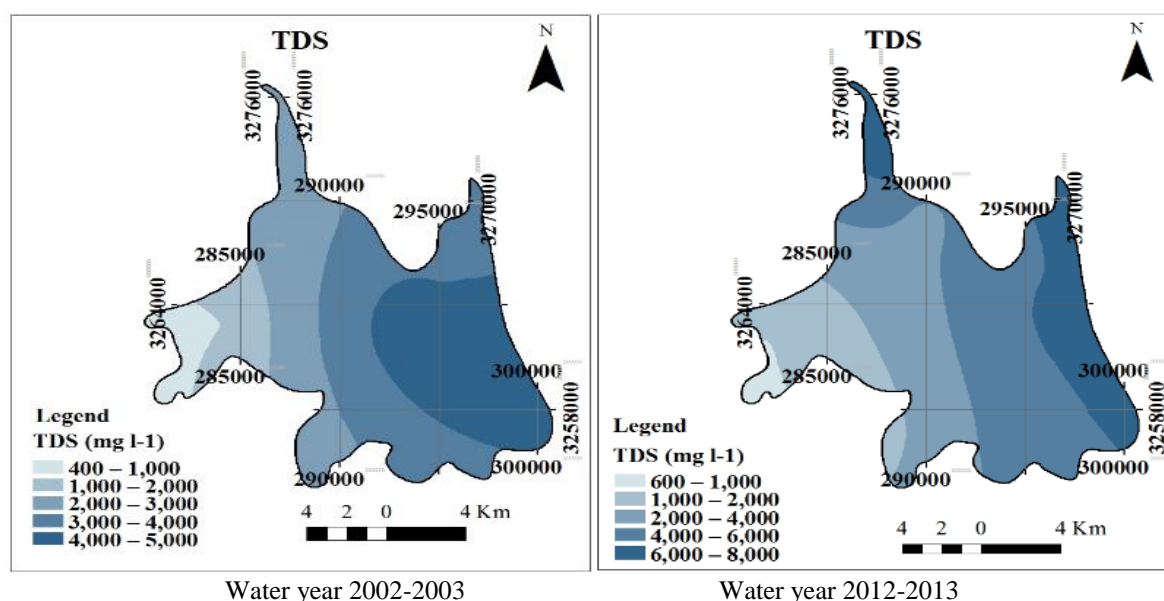 TDS
N
3276000
3276000
290000
295000
3270000
285000
3264000
285000
300000
3258000
290000
300000
Legend
TDS (mg l-1)
400 – 1,000
1,000 – 2,000
2,000 – 3,000
3,000 – 4,000
4,000 – 5,000
4 2 0 4 Km
Water year 2002-2003
TDS
N
3276000
3276000
290000
295000
3270000
285000
3264000
285000
300000
3258000
290000
300000
Legend
TDS (mg l-1)
600 – 1,000
1,000 – 2,000
2,000 – 4,000
4,000 – 6,000
6,000 – 8,000
4 2 0 4 Km
Water year 2012-2013